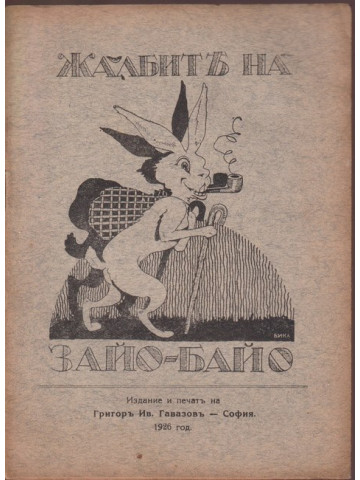 ЖАЛБИТѢ НА
ЗАЙО-БАЙО
Издание и печатъ на
Григоръ Ив. Гавазовъ — София.
1926 год.